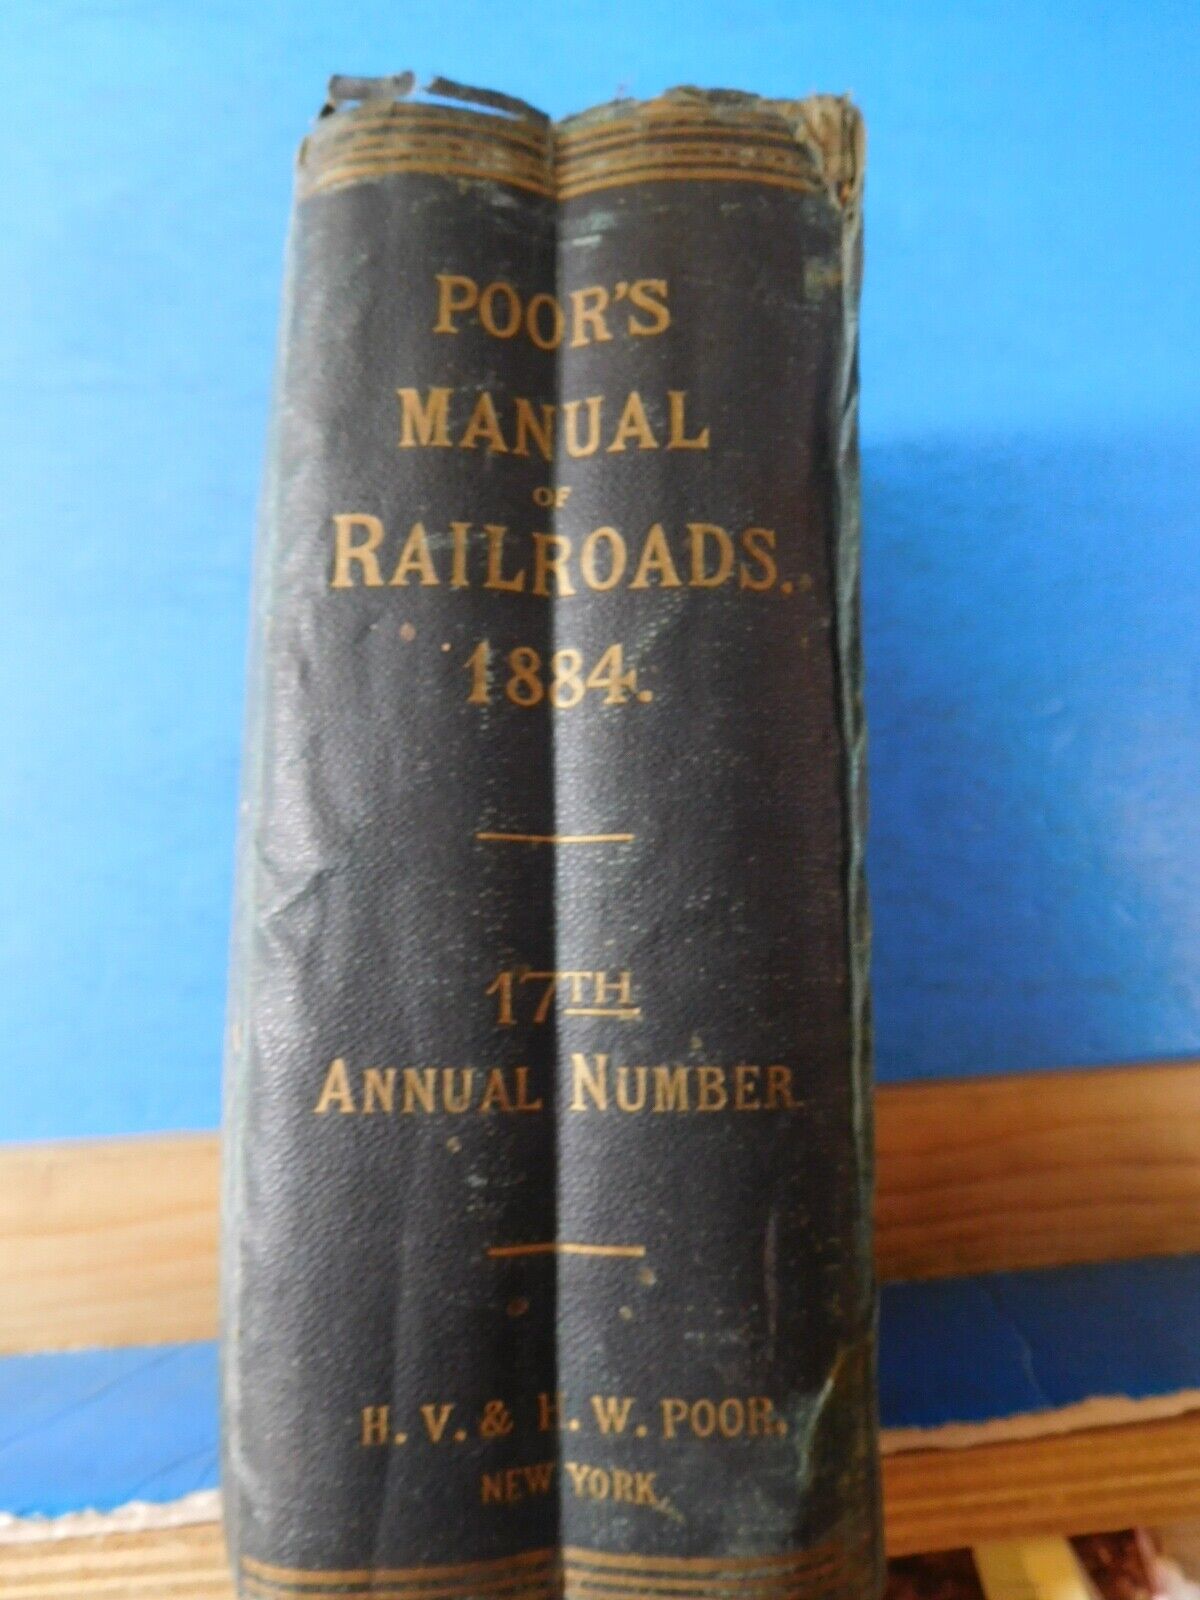 POOR'S
MANUAL
OF
RAILROADS.
1884.
17TH
ANNUAL NUMBER
H. V. & H. W. POOR,
NEW YORK.